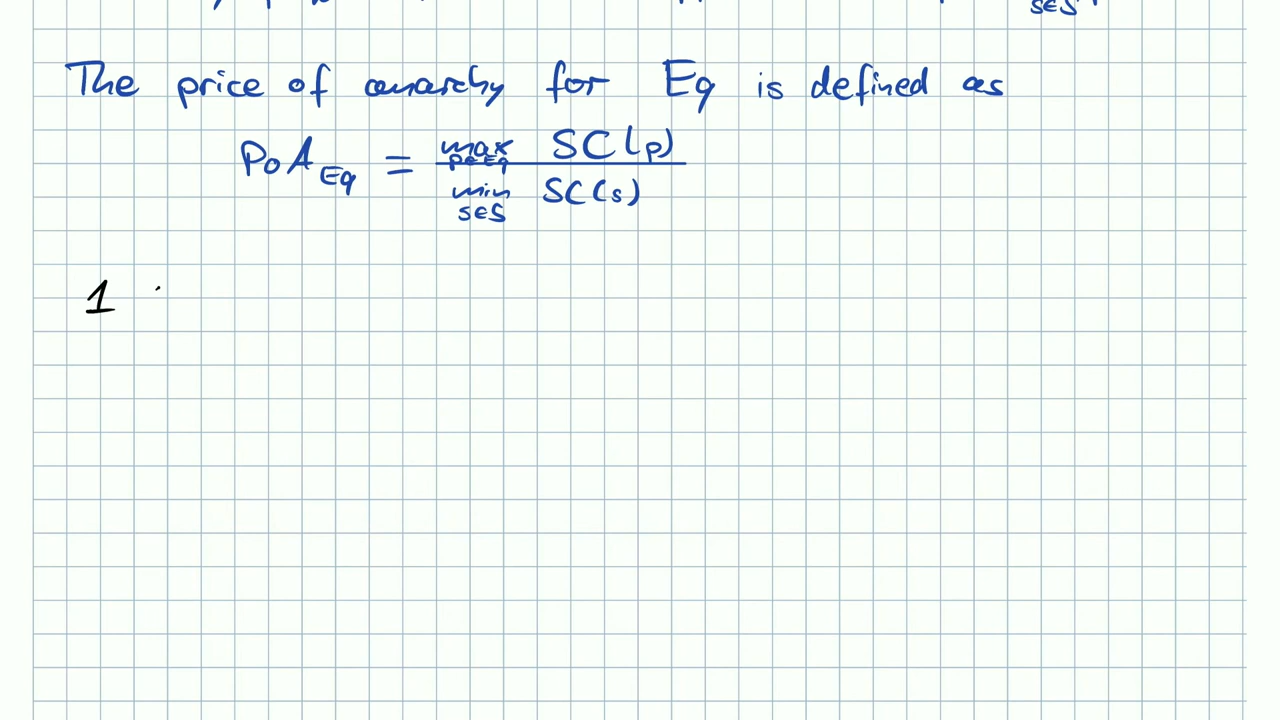 s∈S
The price of anarchy for Eq is defined as
PoA_Eq = max_{p∈Eq} SC(p) / min_{s∈S} SC(s)
1